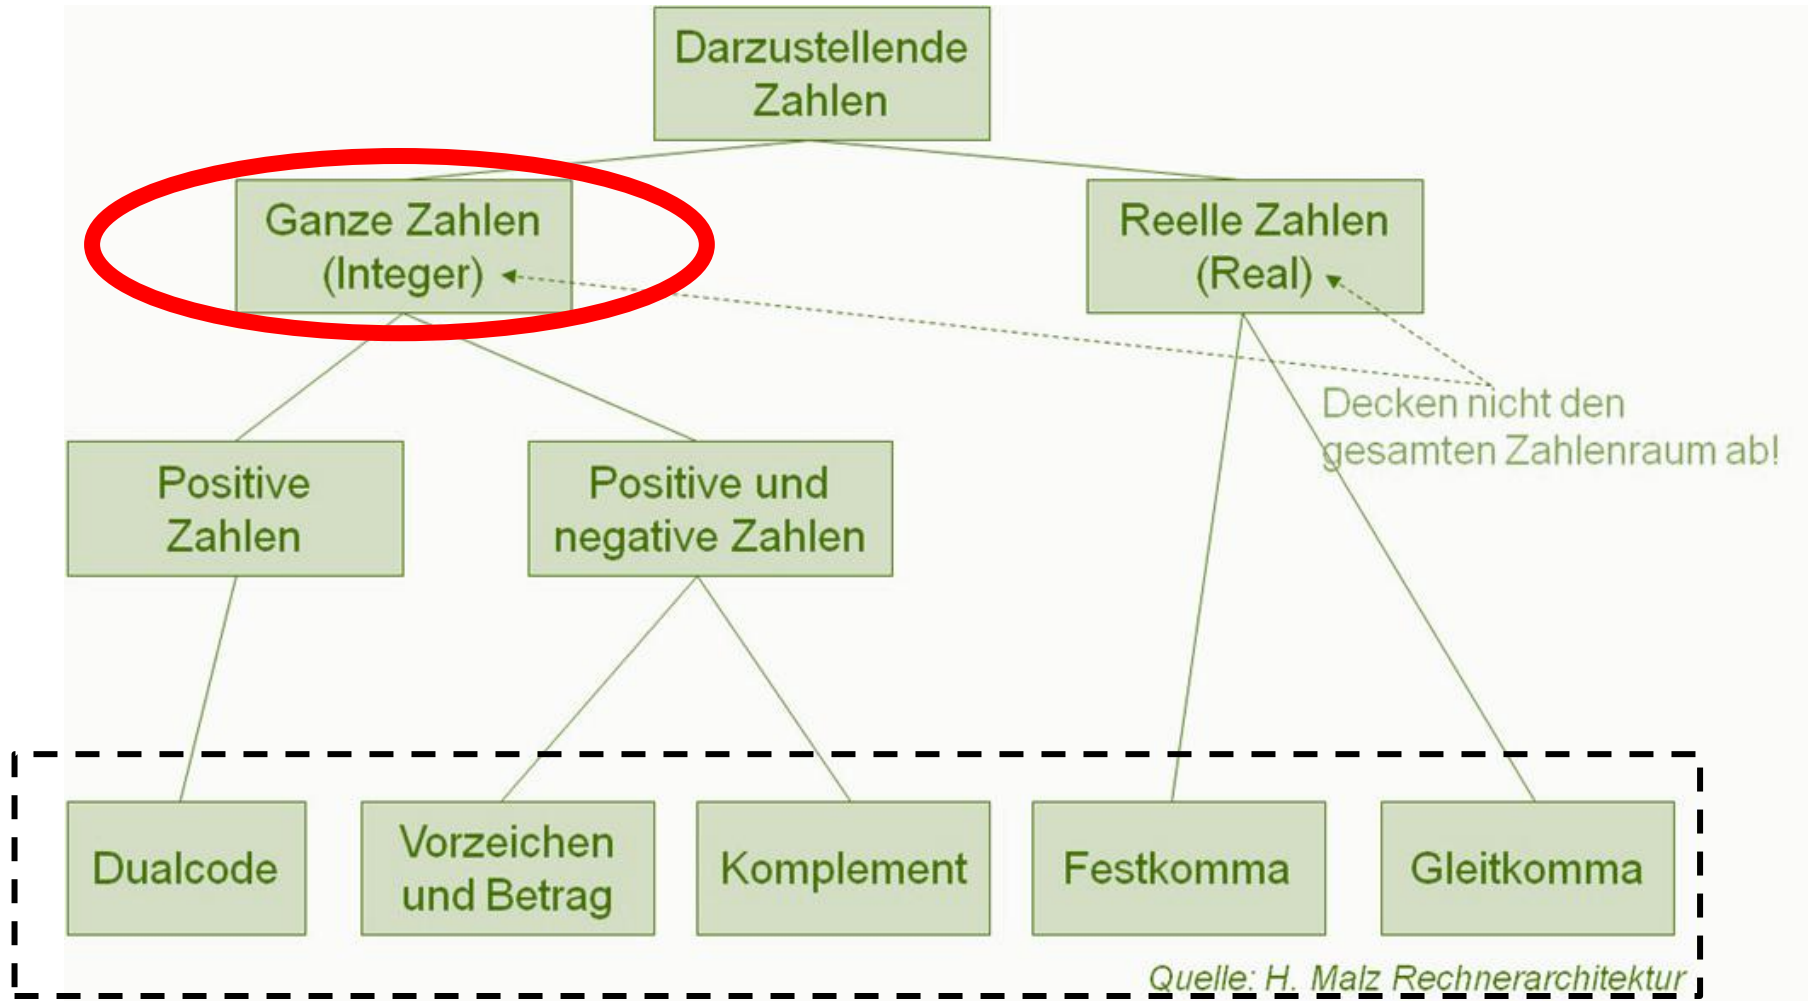 Darzustellende
Zahlen
Ganze Zahlen
(Integer)
Reelle Zahlen
(Real)
Decken nicht den
gesamten Zahlenraum ab!
Positive
Zahlen
Positive und
negative Zahlen
Dualcode
Vorzeichen
und Betrag
Komplement
Festkomma
Gleitkomma
Quelle: H. Malz Rechnerarchitektur